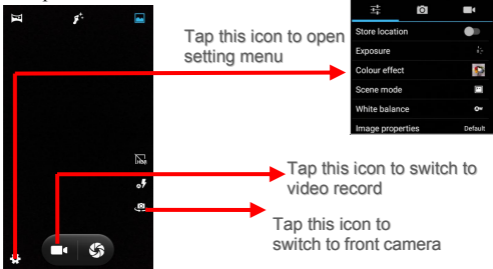 Tap this icon to open
setting menu
Store location
Exposure
Colour effect
Scene mode
White balance
Image properties Default
Tap this icon to switch to
video record
Tap this icon to
switch to front camera